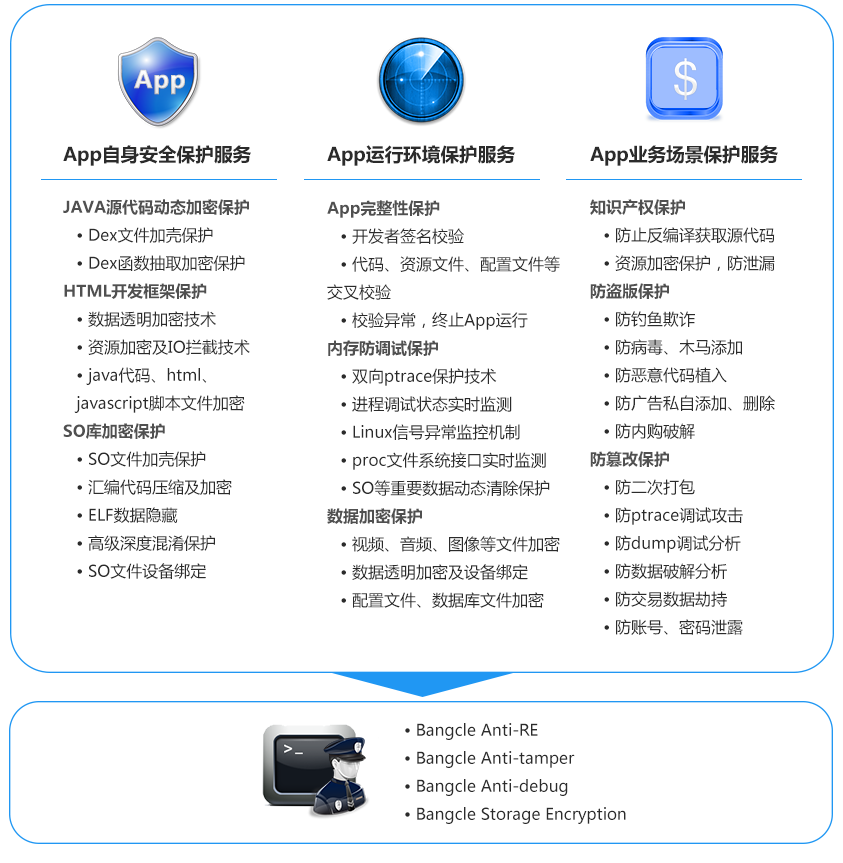 App
$
App自身安全保护服务
JAVA源代码动态加密保护
• Dex文件加壳保护
• Dex函数抽取加密保护
HTML开发框架保护
• 数据透明加密技术
• 资源加密及IO拦截技术
• java代码、html、
javascript脚本文件加密
SO库加密保护
• SO文件加壳保护
• 汇编代码压缩及加密
• ELF数据隐藏
• 高级深度混淆保护
• SO文件设备绑定
App运行环境保护服务
App完整性保护
• 开发者签名校验
• 代码、资源文件、配置文件等
交叉校验
• 校验异常，终止App运行
内存防调试保护
• 双向ptrace保护技术
• 进程调试状态实时监测
• Linux信号异常监控机制
• proc文件系统接口实时监测
• SO等重要数据动态清除保护
数据加密保护
• 视频、音频、图像等文件加密
• 数据透明加密及设备绑定
• 配置文件、数据库文件加密
App业务场景保护服务
知识产权保护
• 防止反编译获取源代码
• 资源加密保护，防泄漏
防盗版保护
• 防钓鱼欺诈
• 防病毒、木马添加
• 防恶意代码植入
• 防广告私自添加、删除
• 防内购破解
防篡改保护
• 防二次打包
• 防ptrace调试攻击
• 防dump调试分析
• 防数据破解分析
• 防交易数据劫持
• 防账号、密码泄露
>_
• Bangcle Anti-RE
• Bangcle Anti-tamper
• Bangcle Anti-debug
• Bangcle Storage Encryption